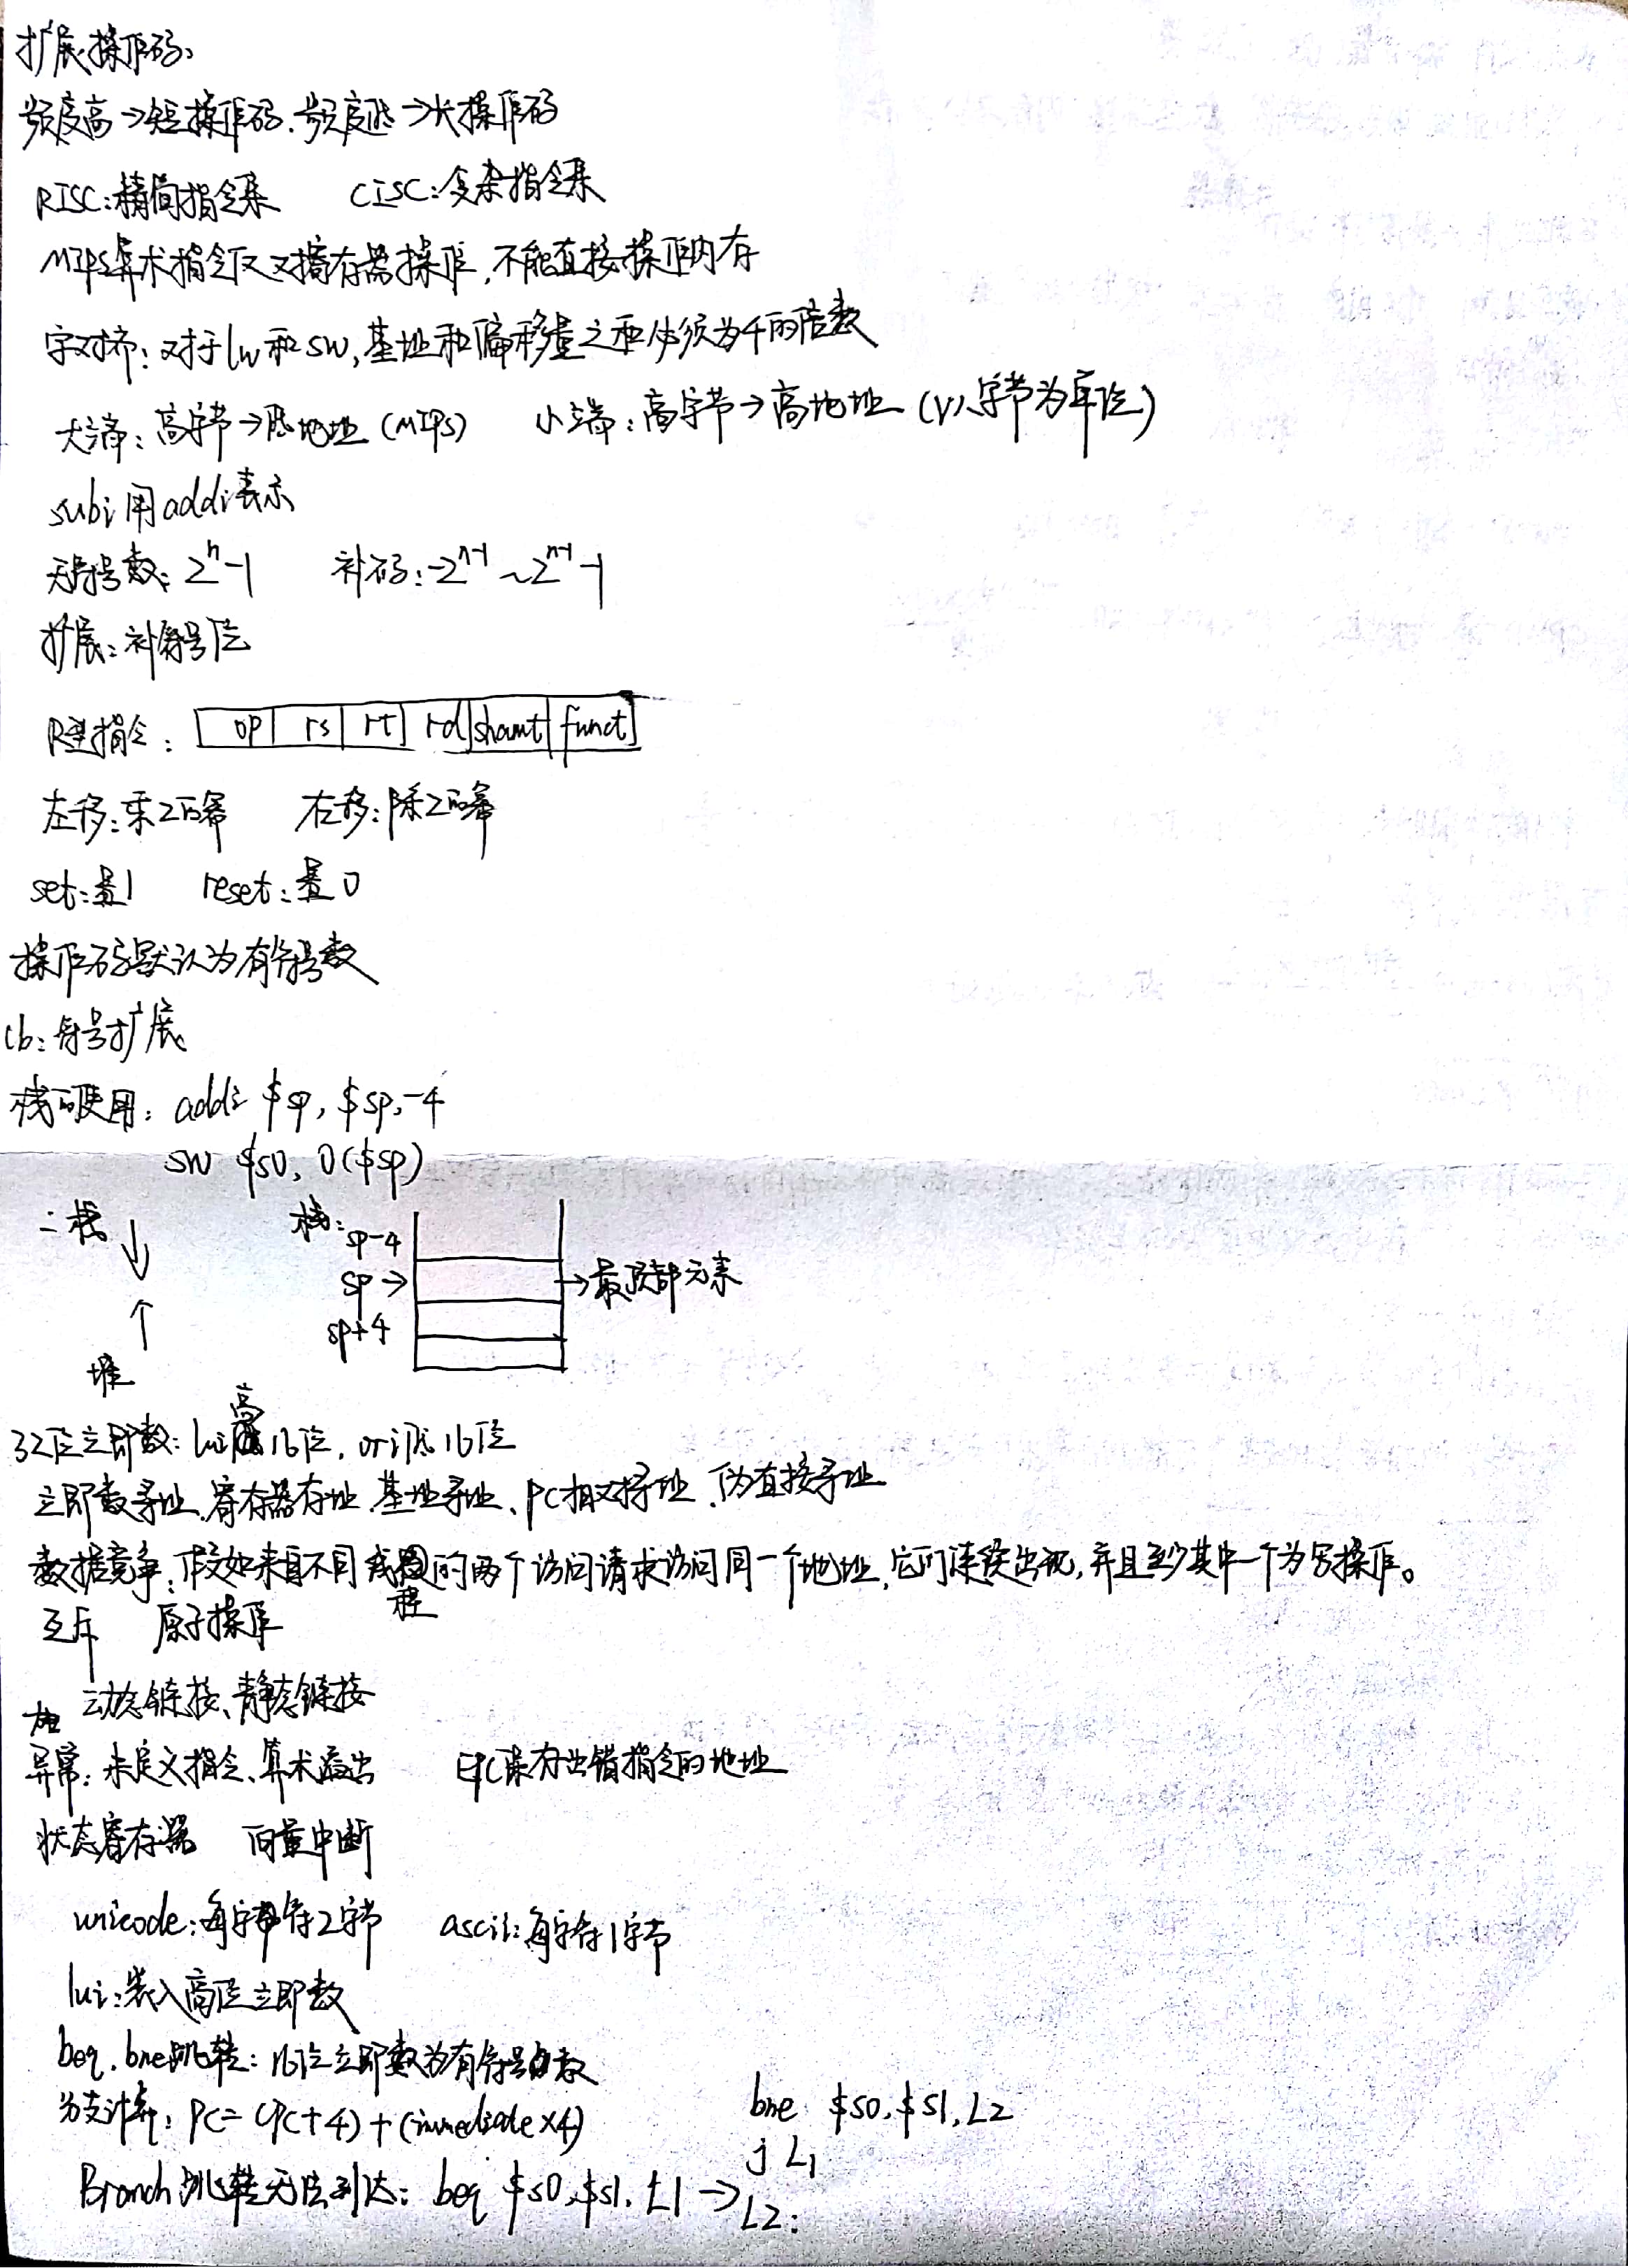 扩展操作码:
频度高→短操作码.频度低→长操作码
RISC:精简指令集 CISC:复杂指令集
MIPS算术指令仅对寄存器操作,不能直接操作内存
字对齐:对于lw和sw,基址和偏移量之和必须为4的倍数
大端:高字节→低地址(MIPS) 小端:高字节→高地址(以字节为单位)
subi用addi表示
无符号数:2^n-1 补码:-2^{n-1}~2^{n-1}-1
扩展:补符号位
R型指令: op rs rt rd shamt funct
左移:乘2的幂 右移:除2的幂
set:置1 reset:置0
操作码默认为有符号数
lb:符号扩展
栈的使用: addi $sp, $sp,-4
sw $s0, 0($sp)
栈↓ 栈: sp-4
sp→ →最顶部元素
↑ sp+4
堆
32位立即数:lui高16位, ori低16位
立即数寻址.寄存器存址.基址寻址、PC相对寻址.伪直接寻址
数据竞争:假如来自不同线程的两个访问请求访问同一个地址,它们连续出现,并且至少其中一个为写操作。
互斥 原子操作
动态链接、静态链接
异常:未定义指令、算术溢出 EPC保存出错指令的地址
状态寄存器 向量中断
unicode:每字符2字节 ascii:每字符1字节
lui:装入高位立即数
beq.bne跳转:16位立即数为有符号数
分支计算: PC=(PC+4)+(immediate×4)
bne $s0,$s1,L2
j L1
Branch跳转无法到达: beq $s0,$s1,L1→ L2: